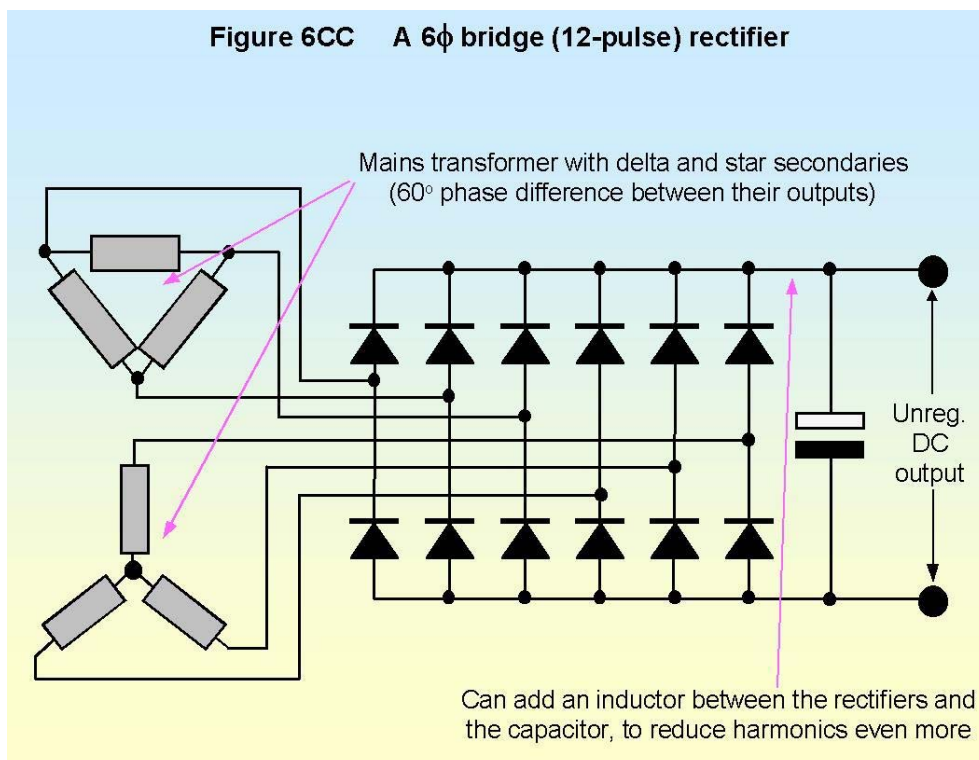 Figure 6CC A 6ϕ bridge (12-pulse) rectifier
Mains transformer with delta and star secondaries
(60° phase difference between their outputs)
Unreg.
DC
output
Can add an inductor between the rectifiers and
the capacitor, to reduce harmonics even more